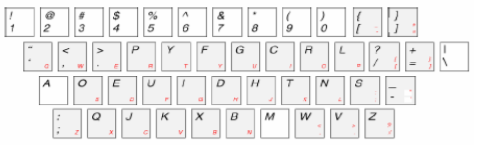 ! @ # $ % ^ & * ( ) { }
1 2 3 4 5 6 7 8 9 0 [ ]
~ < > P Y F G C R L ? + |
` , W . E R T Y U I O P / = \
A O E U I D H T N S _
S D F G H J K L -
: Q J K X B M W V Z
; Z X C V B N < >